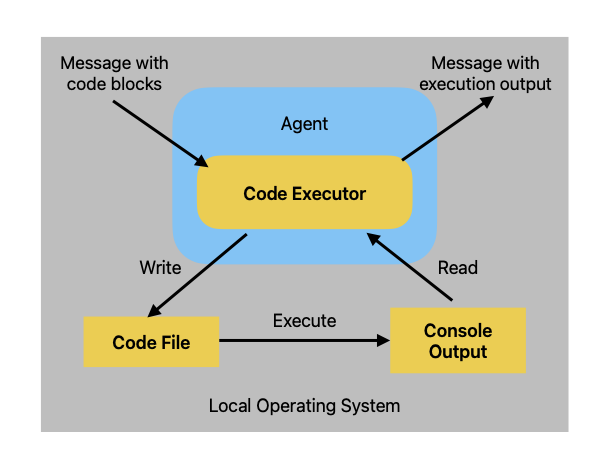 Message with
code blocks
Message with
execution output
Agent
Code Executor
Write
Read
Code File
Execute
Console
Output
Local Operating System